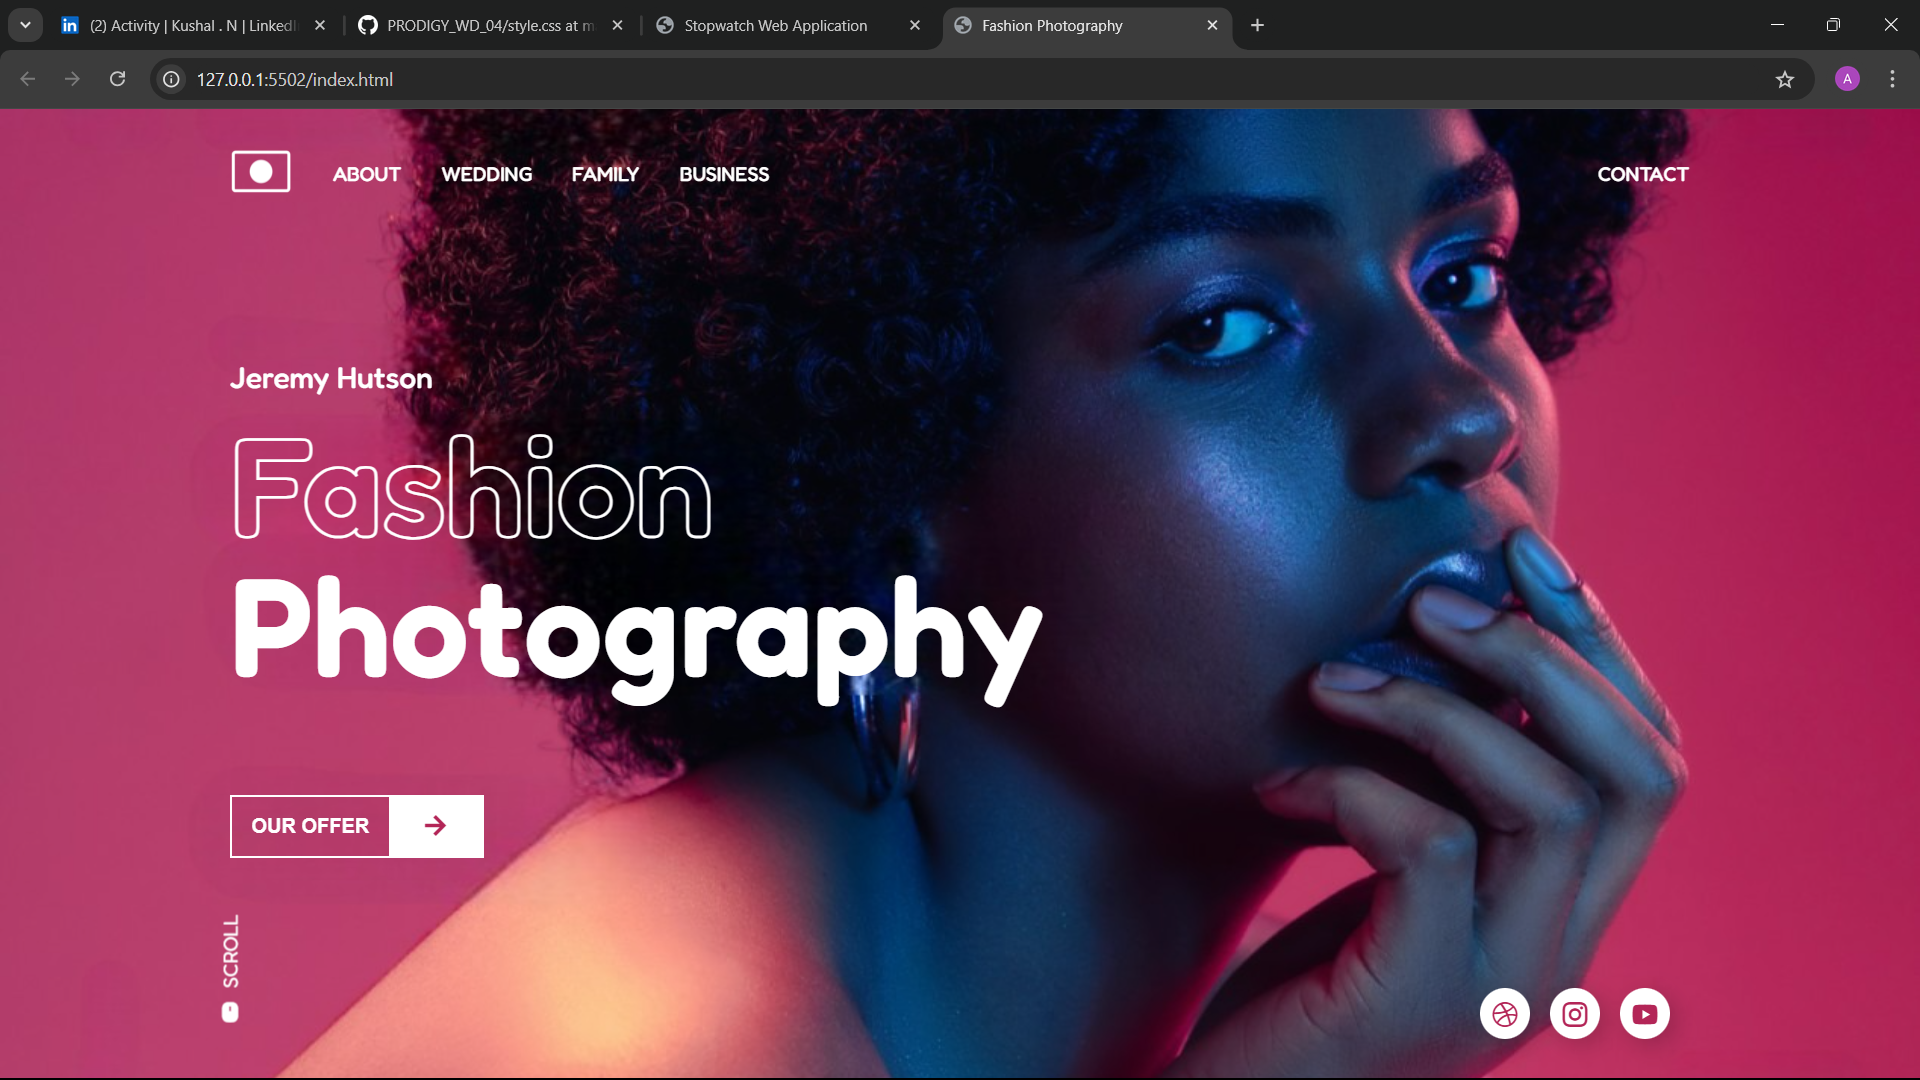 (2) Activity | Kushal . N | LinkedI
PRODIGY_WD_04/style.css at m
Stopwatch Web Application
Fashion Photography
127.0.0.1:5502/index.html
A
ABOUT
WEDDING
FAMILY
BUSINESS
CONTACT
Jeremy Hutson
Fashion
Photography
OUR OFFER
SCROLL